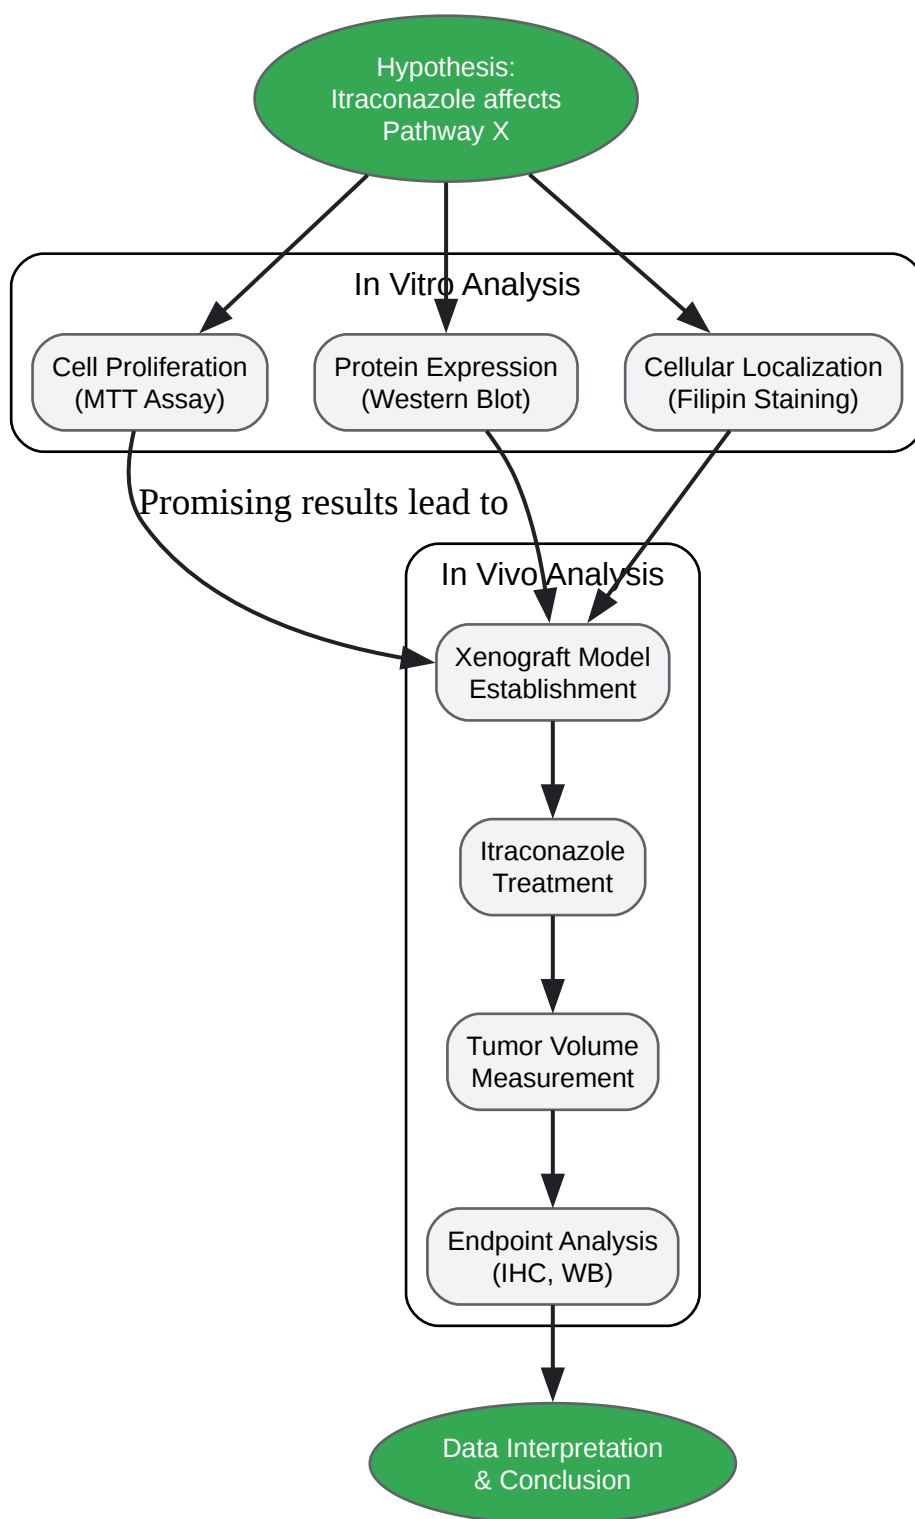 Hypothesis:
Itraconazole affects
Pathway X
In Vitro Analysis
Cell Proliferation
(MTT Assay)
Protein Expression
(Western Blot)
Cellular Localization
(Filipin Staining)
Promising results lead to
In Vivo Analysis
Xenograft Model
Establishment
Itraconazole
Treatment
Tumor Volume
Measurement
Endpoint Analysis
(IHC, WB)
Data Interpretation
& Conclusion